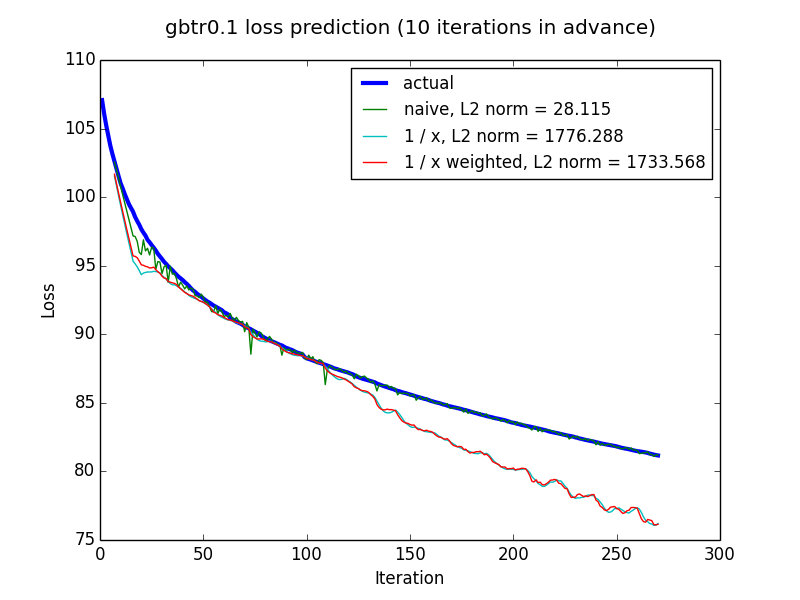 gbtr0.1 loss prediction (10 iterations in advance)
110
105
100
95
90
85
80
75
Loss
actual
naive, L2 norm = 28.115
1 / x, L2 norm = 1776.288
1 / x weighted, L2 norm = 1733.568
0 50 100 150 200 250 300
Iteration